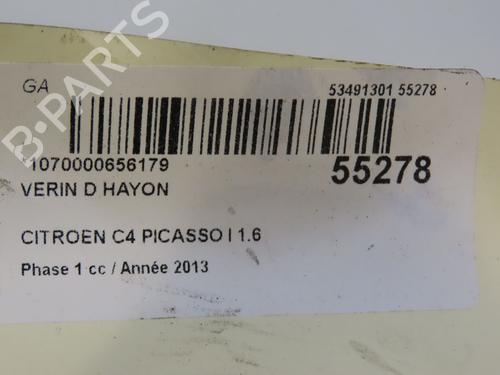 GA
53491301 55278
1070000656179
55278
VERIN D HAYON
CITROEN C4 PICASSO I 1.6
Phase 1 cc / Année 2013
B-PARTS